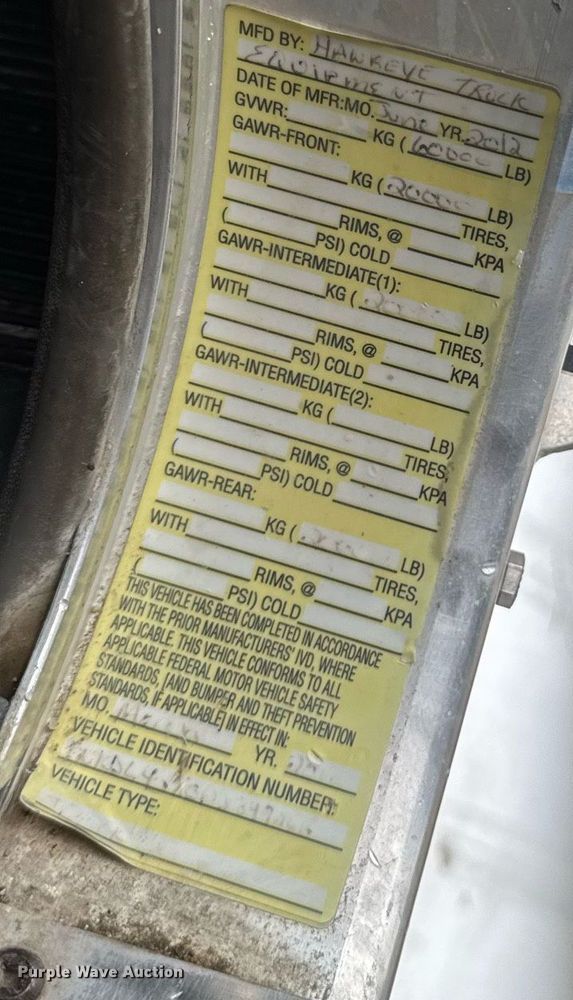 MFD BY: HAWKEYE TRUCK
EQUIPMENT
DATE OF MFR: MO. June YR. 2012
GVWR: KG ( 60000 LB)
GAWR-FRONT:
KG ( 20000 LB)
WITH TIRES,
RIMS, @ KPA
( PSI) COLD
GAWR-INTERMEDIATE(1):
KG ( LB)
WITH TIRES,
RIMS, @ KPA
( PSI) COLD
GAWR-INTERMEDIATE(2):
KG ( LB)
WITH TIRES,
RIMS, @ KPA
( PSI) COLD
GAWR-REAR:
KG ( LB)
WITH TIRES,
RIMS, @ KPA
( PSI) COLD
THIS VEHICLE HAS BEEN COMPLETED IN ACCORDANCE
WITH THE PRIOR MANUFACTURERS' IVD, WHERE
APPLICABLE. THIS VEHICLE CONFORMS TO ALL
APPLICABLE FEDERAL MOTOR VEHICLE SAFETY
STANDARDS, [AND BUMPER AND THEFT PREVENTION
STANDARDS, IF APPLICABLE] IN EFFECT IN:
MO. YR.
VEHICLE IDENTIFICATION NUMBER:
VEHICLE TYPE:
Purple Wave Auction